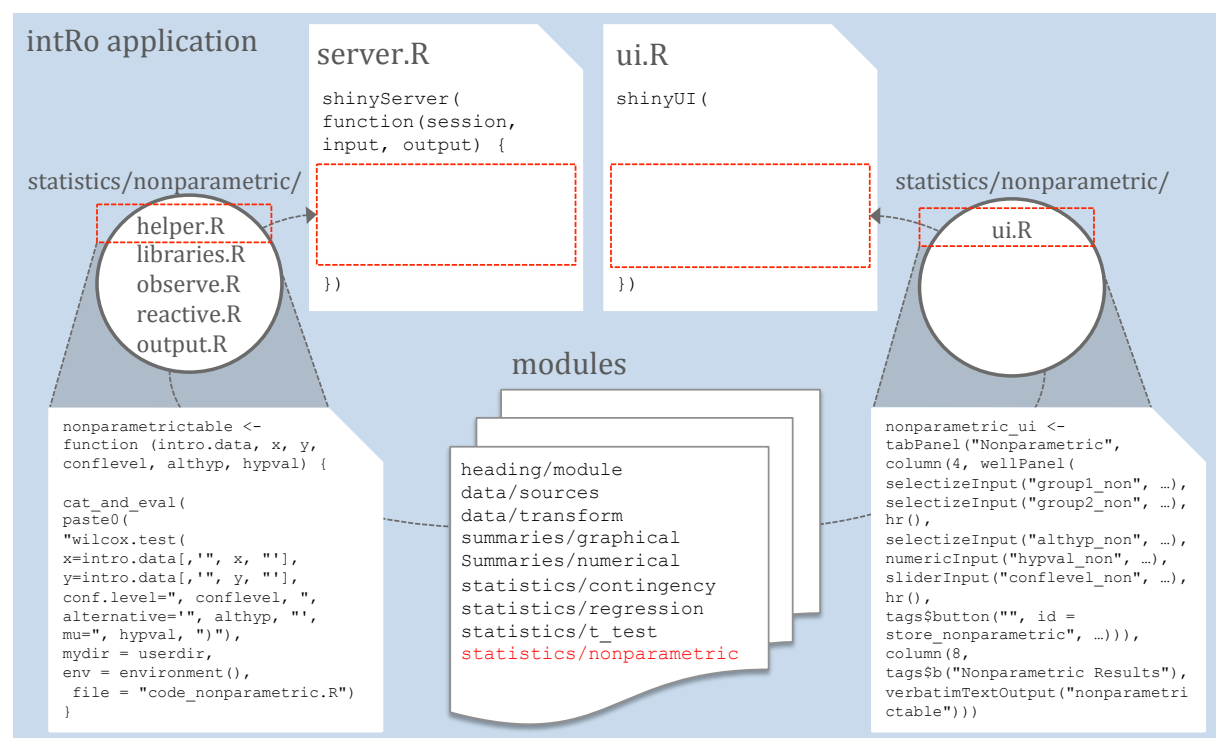 intRo application
server.R
shinyServer(
function(session,
input, output) {
})
ui.R
shinyUI(
})
statistics/nonparametric/
helper.R
libraries.R
observe.R
reactive.R
output.R
statistics/nonparametric/
ui.R
nonparametrictable <-
function (intro.data, x, y,
conflevel, althyp, hypval) {
cat_and_eval(
paste0(
"wilcox.test(
x=intro.data[,'", x, "'],
y=intro.data[,'", y, "'],
conf.level=", conflevel, ",
alternative='", althyp, "',
mu=", hypval, ")"),
mydir = userdir,
env = environment(),
file = "code_nonparametric.R")
}
modules
heading/module
data/sources
data/transform
summaries/graphical
Summaries/numerical
statistics/contingency
statistics/regression
statistics/t_test
statistics/nonparametric
nonparametric_ui <-
tabPanel("Nonparametric",
column(4, wellPanel(
selectizeInput("group1_non", …),
selectizeInput("group2_non", …),
hr(),
selectizeInput("althyp_non", …),
numericInput("hypval_non", …),
sliderInput("conflevel_non", …),
hr(),
tags$button("", id =
store_nonparametric", …))),
column(8,
tags$b("Nonparametric Results"),
verbatimTextOutput("nonparametri
ctable")))